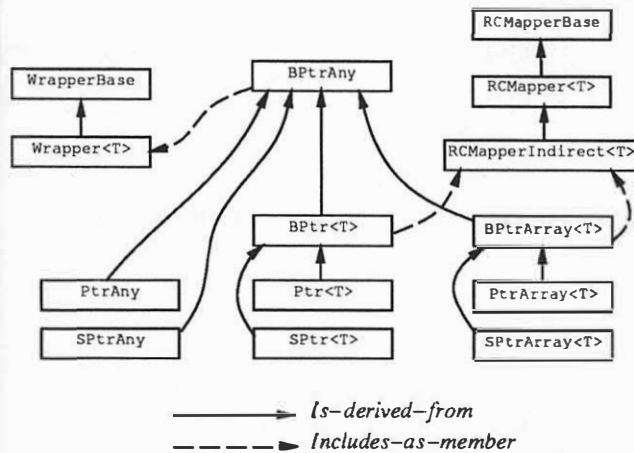 RCMapperBase
WrapperBase
BPtrAny
RCMapper<T>
Wrapper<T>
RCMapperIndirect<T>
BPtr<T>
BPtrArray<T>
PtrAny
Ptr<T>
PtrArray<T>
SPtrAny
SPtr<T>
SPtrArray<T>
Is-derived-from
Includes-as-member